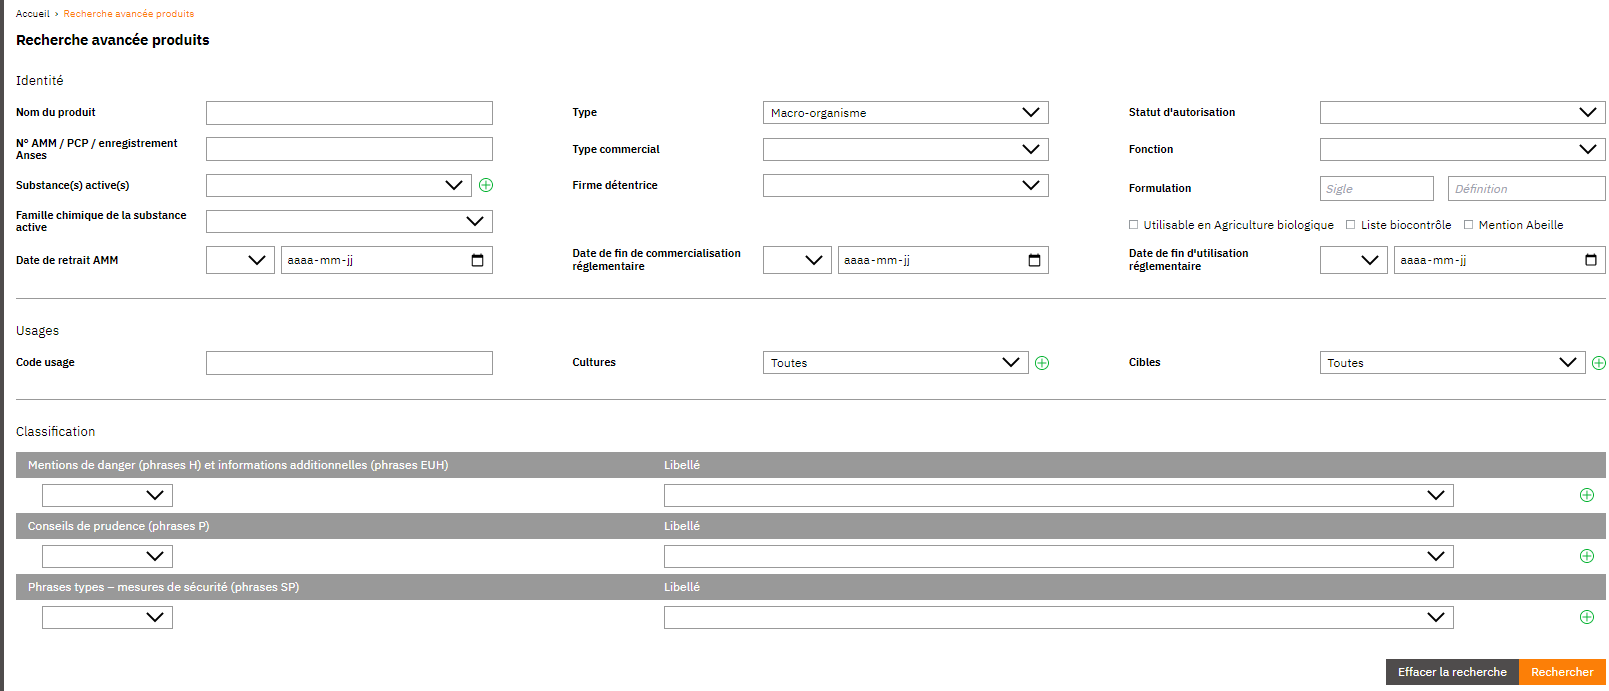 Accueil › Recherche avancée produits
Recherche avancée produits
Identité
Nom du produit
Type
Macro-organisme
Statut d'autorisation
N° AMM / PCP / enregistrement
Anses
Type commercial
Fonction
Substance(s) active(s)
Firme détentrice
Formulation
Sigle
Définition
Famille chimique de la substance
active
Utilisable en Agriculture biologique
Liste biocontrôle
Mention Abeille
Date de retrait AMM
aaaa-mm-jj
Date de fin de commercialisation
réglementaire
aaaa-mm-jj
Date de fin d'utilisation
réglementaire
aaaa-mm-jj
Usages
Code usage
Cultures
Toutes
Cibles
Toutes
Classification
Mentions de danger (phrases H) et informations additionnelles (phrases EUH)
Libellé
Conseils de prudence (phrases P)
Libellé
Phrases types – mesures de sécurité (phrases SP)
Libellé
Effacer la recherche
Rechercher